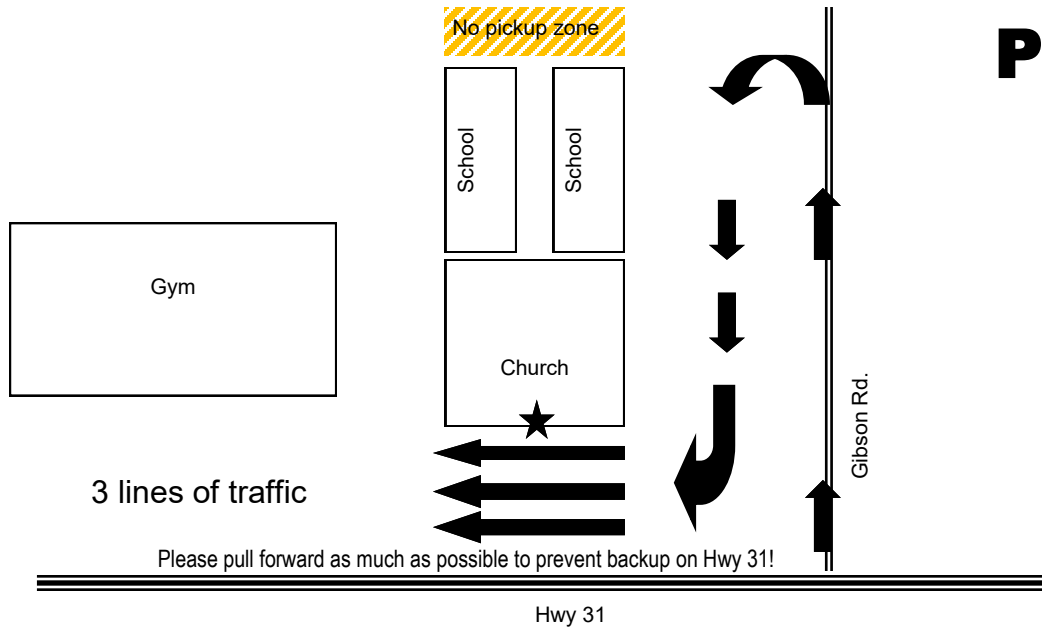 No pickup zone
P
School
School
Gym
Church
Gibson Rd.
3 lines of traffic
Please pull forward as much as possible to prevent backup on Hwy 31!
Hwy 31